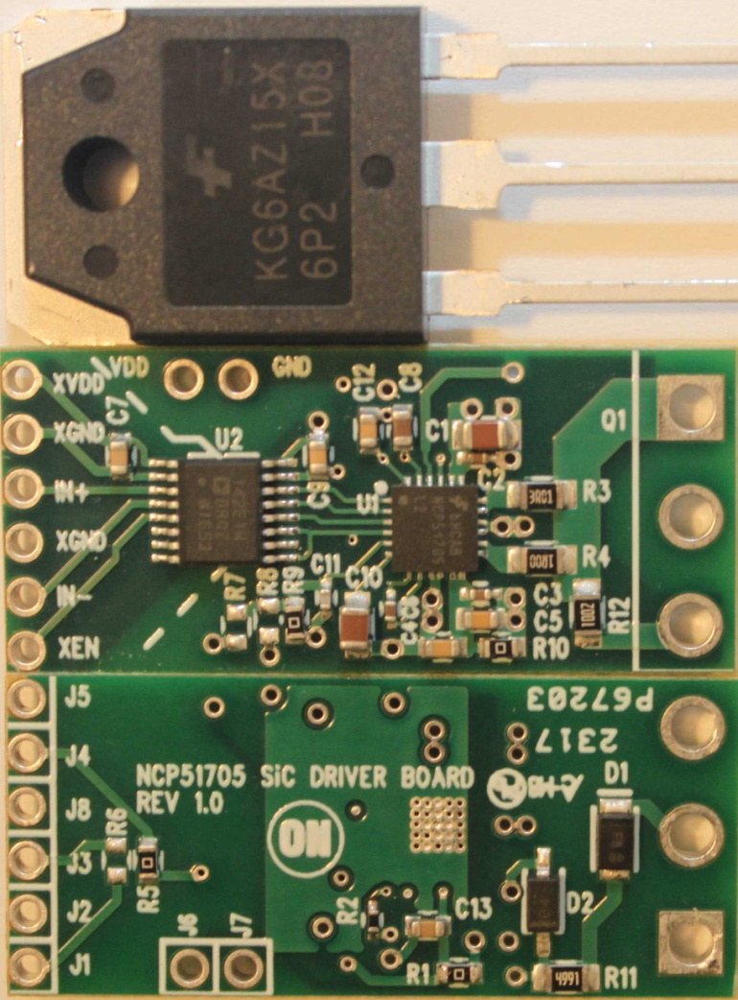 KG6AZ15X
6P2 H08
XVDD
VDD
GND
C12
C8
C7
XGND
U2
C1
Q1
IN+
C9
U1
C2
R3
XGND
R4
IN-
R7
R8
R9
C11
C10
C4
C3
C5
1002
R12
XEN
R10
J5
P67203
J4
2317
NCP51705 SiC DRIVER BOARD
REV 1.0
D1
J8
R6
ON
J3
R5
J2
R2
D2
C13
J6
J7
J1
R1
4991
R11